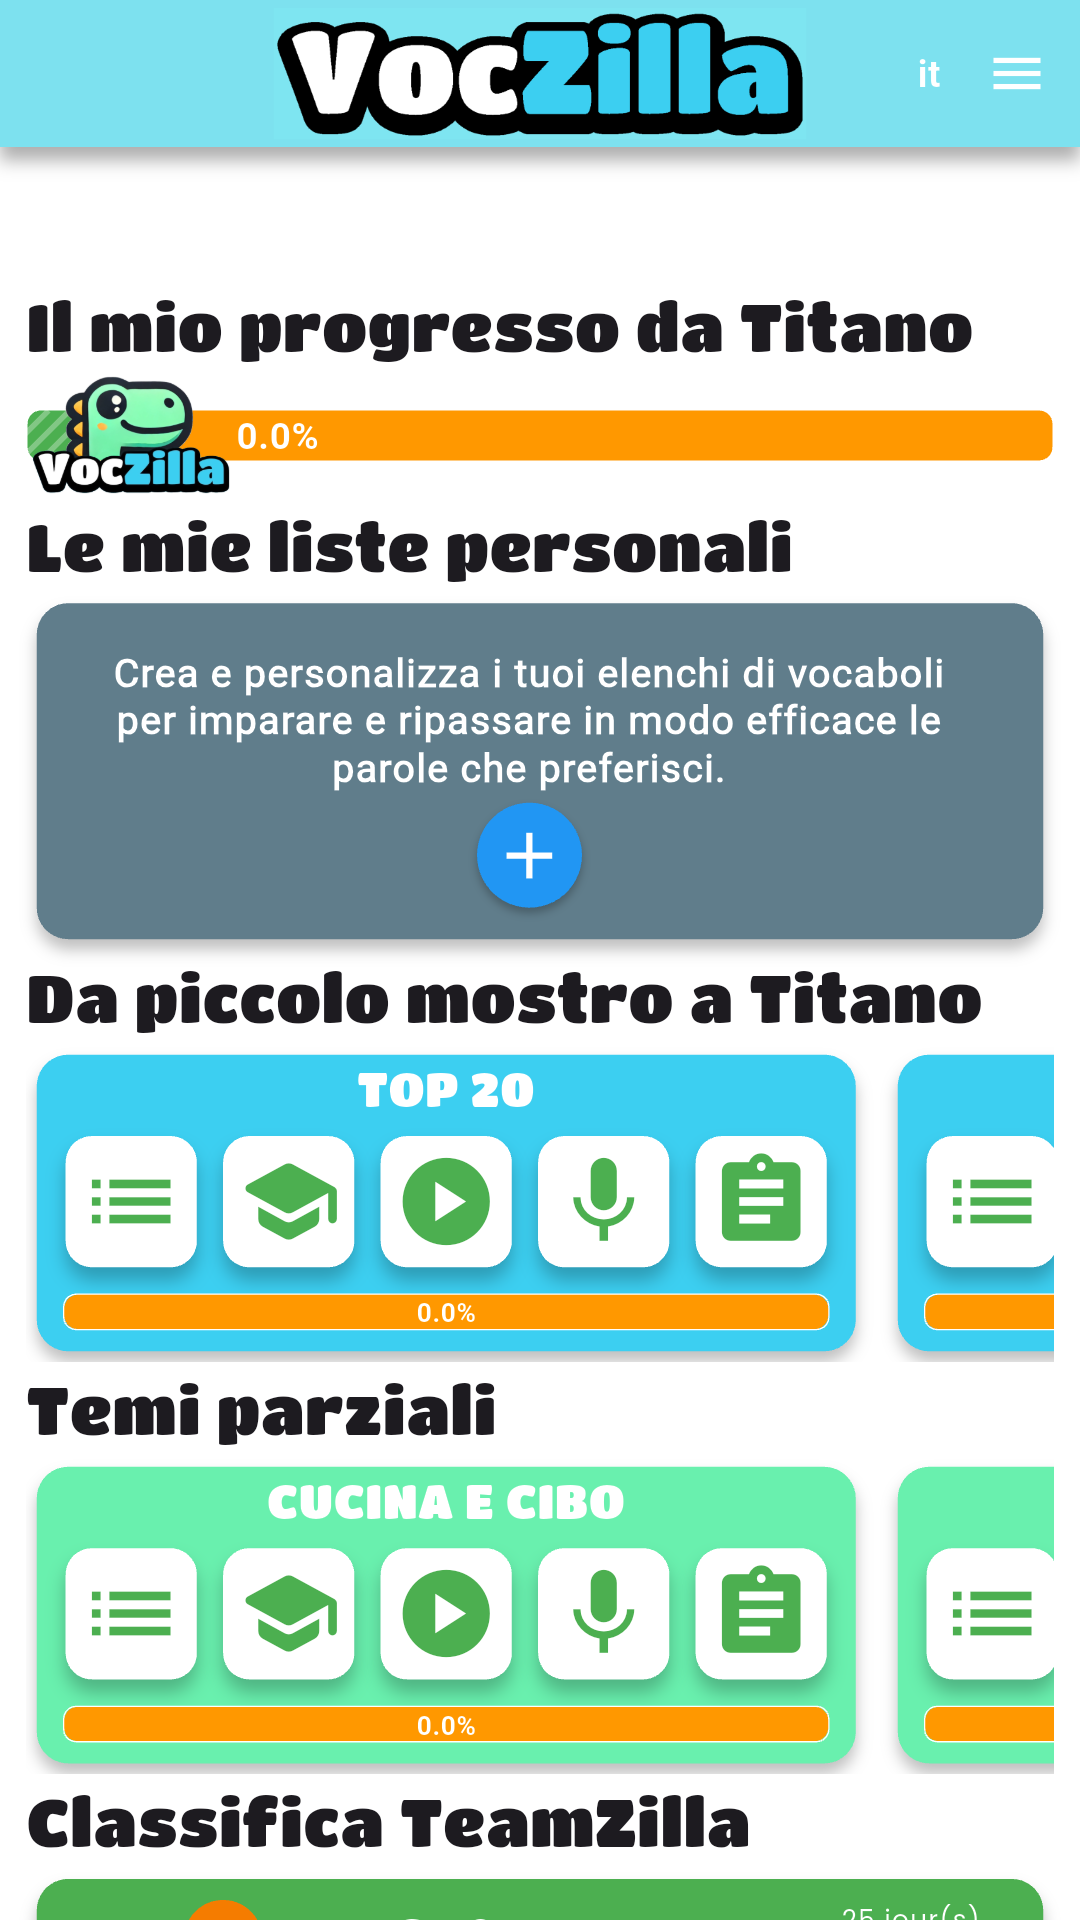 VocZilla
it
Il mio progresso da Titano
0.0%
VocZilla
Le mie liste personali
Crea e personalizza i tuoi elenchi di vocaboli
per imparare e ripassare in modo efficace le
parole che preferisci.
Da piccolo mostro a Titano
TOP 20
0.0%
Temi parziali
CUCINA E CIBO
0.0%
Classifica TeamZilla
25 jour(s)